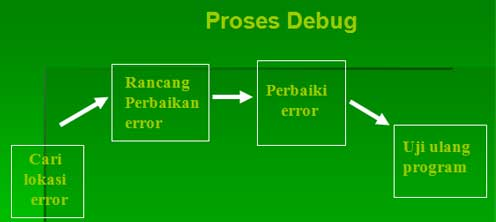 Proses Debug
Cari
lokasi
error
Rancang
Perbaikan
error
Perbaiki
error
Uji ulang
program